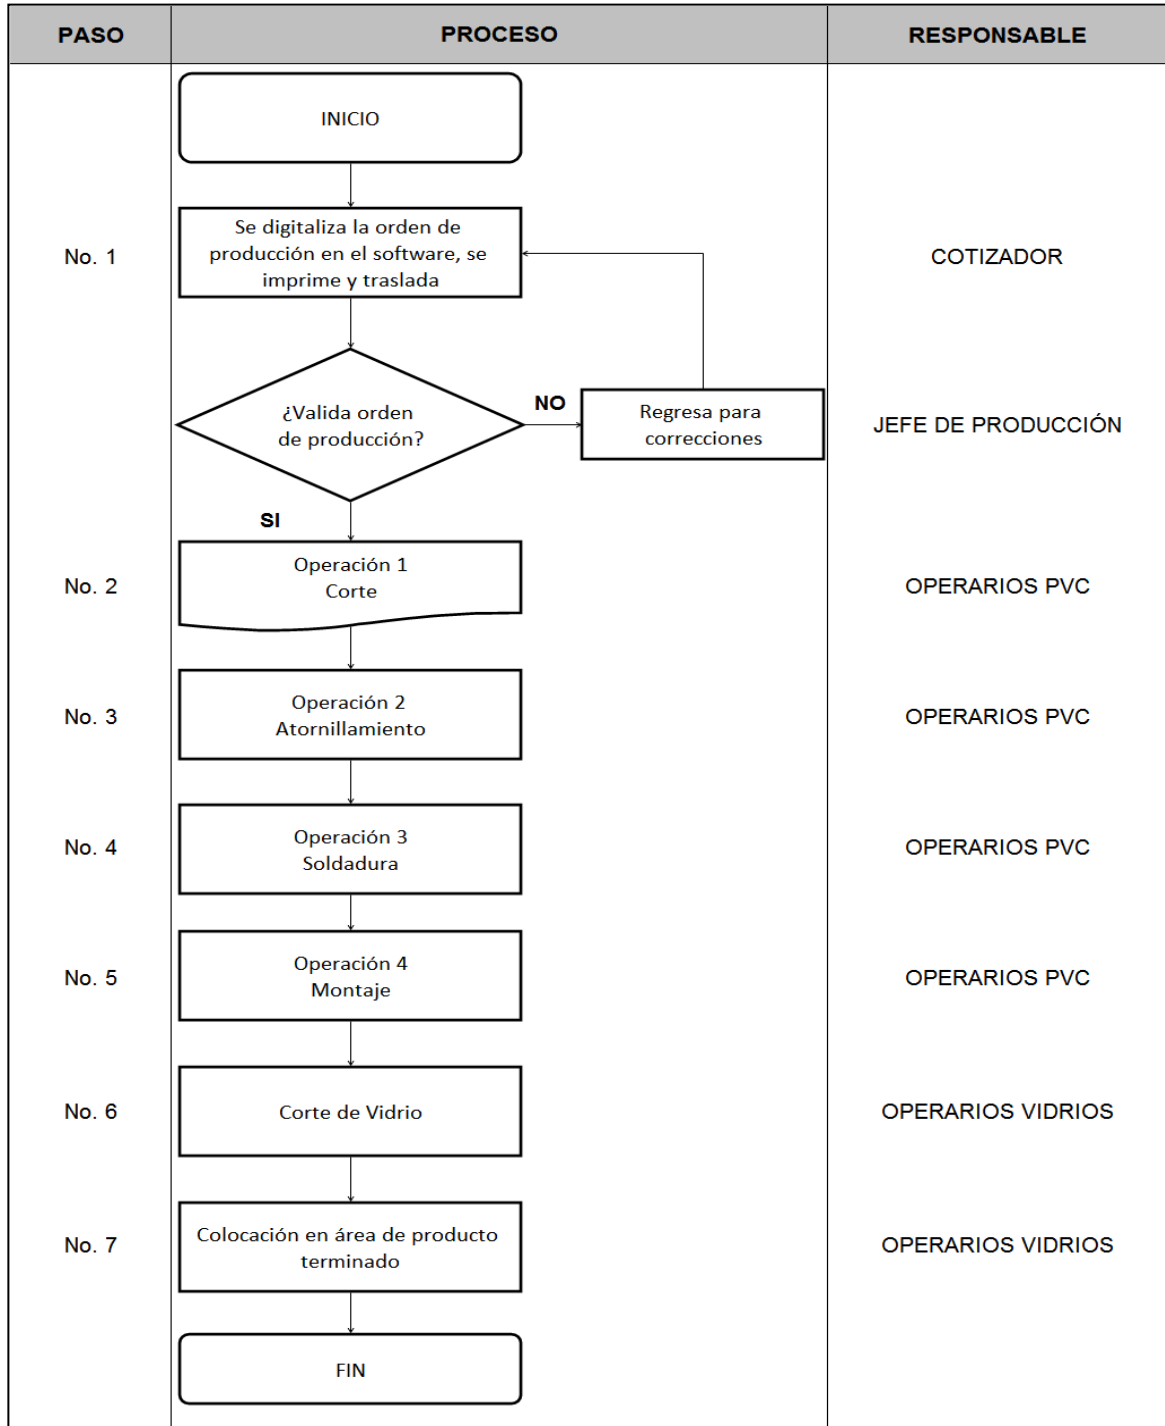 PASO
PROCESO
RESPONSABLE
INICIO
No. 1
Se digitaliza la orden de
producción en el software, se
imprime y traslada
COTIZADOR
¿Valida orden
de producción?
NO
Regresa para
correcciones
JEFE DE PRODUCCIÓN
SI
No. 2
Operación 1
Corte
OPERARIOS PVC
No. 3
Operación 2
Atornillamiento
OPERARIOS PVC
No. 4
Operación 3
Soldadura
OPERARIOS PVC
No. 5
Operación 4
Montaje
OPERARIOS PVC
No. 6
Corte de Vidrio
OPERARIOS VIDRIOS
No. 7
Colocación en área de producto
terminado
OPERARIOS VIDRIOS
FIN